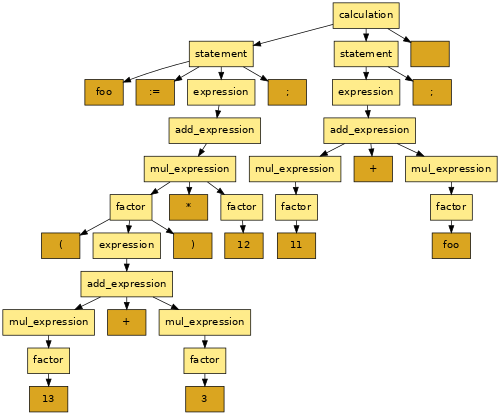 calculation
statement statement
foo := expression ; expression ;
add_expression add_expression
mul_expression mul_expression + mul_expression
factor * factor factor factor
( expression ) 12 11 foo
add_expression
mul_expression + mul_expression
factor factor
13 3